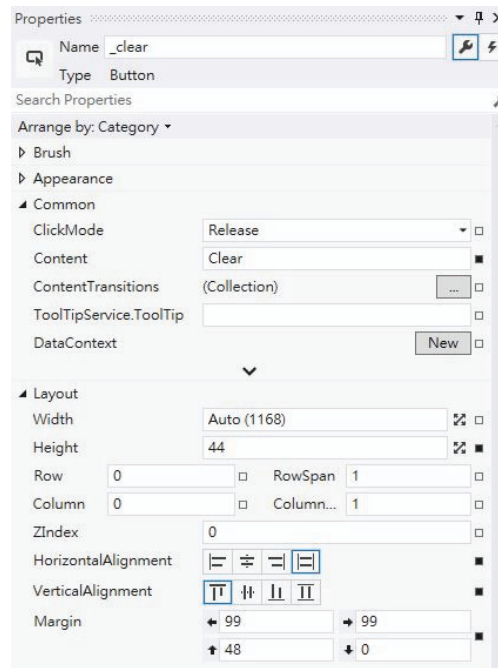 Properties
Name _clear
Type Button
Search Properties
Arrange by: Category
Brush
Appearance
Common
ClickMode Release
Content Clear
ContentTransitions (Collection) ...
ToolTipService.ToolTip
DataContext New
Layout
Width Auto (1168)
Height 44
Row 0 RowSpan 1
Column 0 Column... 1
ZIndex 0
HorizontalAlignment
VerticalAlignment
Margin 99 99
48 0